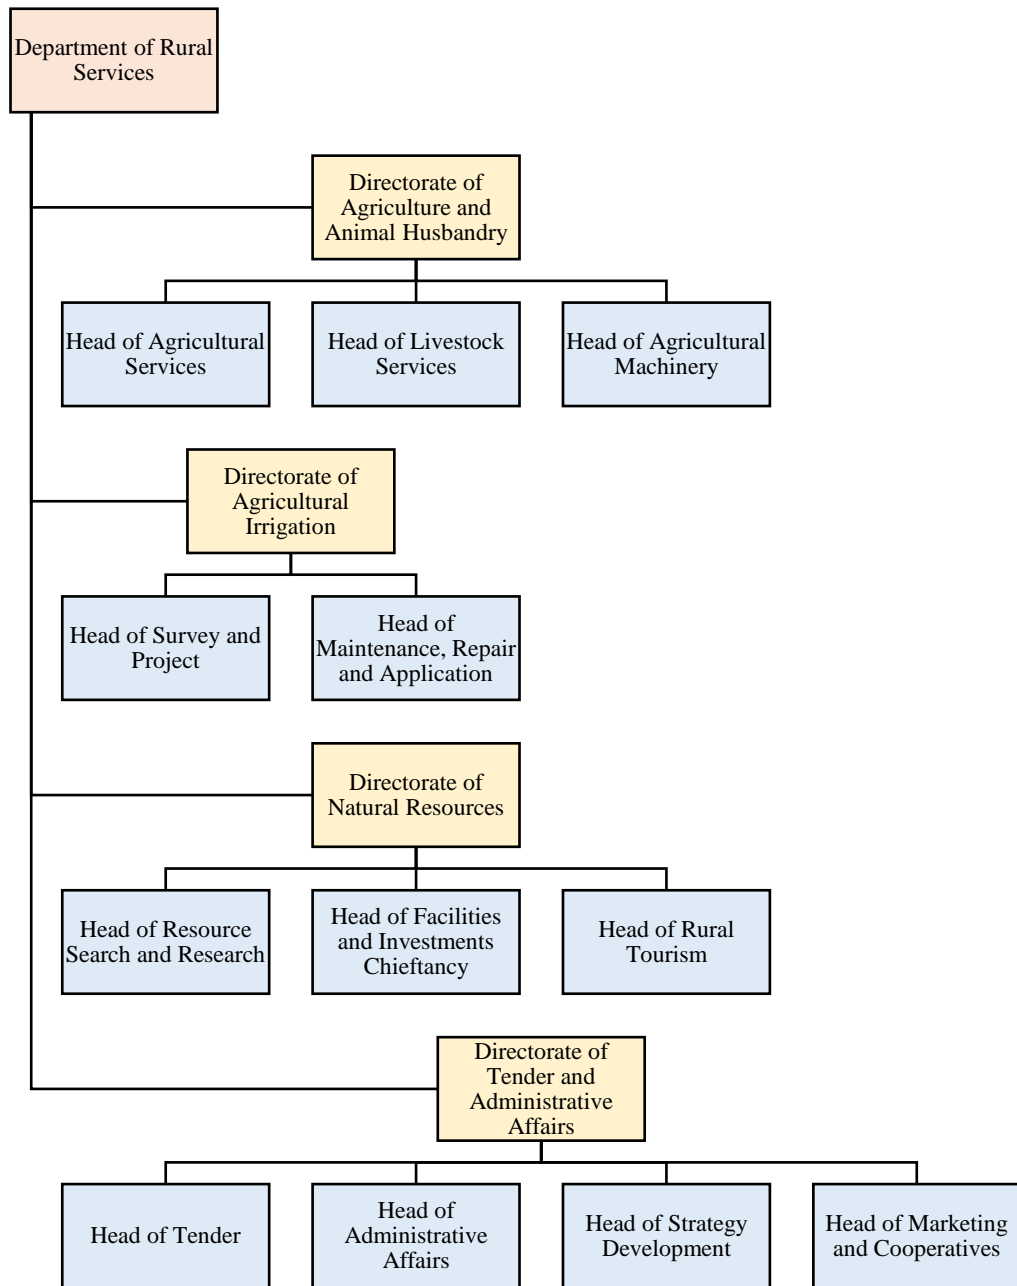 Department of Rural
Services
Directorate of
Agriculture and
Animal Husbandry
Head of Agricultural
Services
Head of Livestock
Services
Head of Agricultural
Machinery
Directorate of
Agricultural
Irrigation
Head of Survey and
Project
Head of
Maintenance, Repair
and Application
Directorate of
Natural Resources
Head of Resource
Search and Research
Head of Facilities
and Investments
Chieftancy
Head of Rural
Tourism
Directorate of
Tender and
Administrative
Affairs
Head of Tender
Head of
Administrative
Affairs
Head of Strategy
Development
Head of Marketing
and Cooperatives